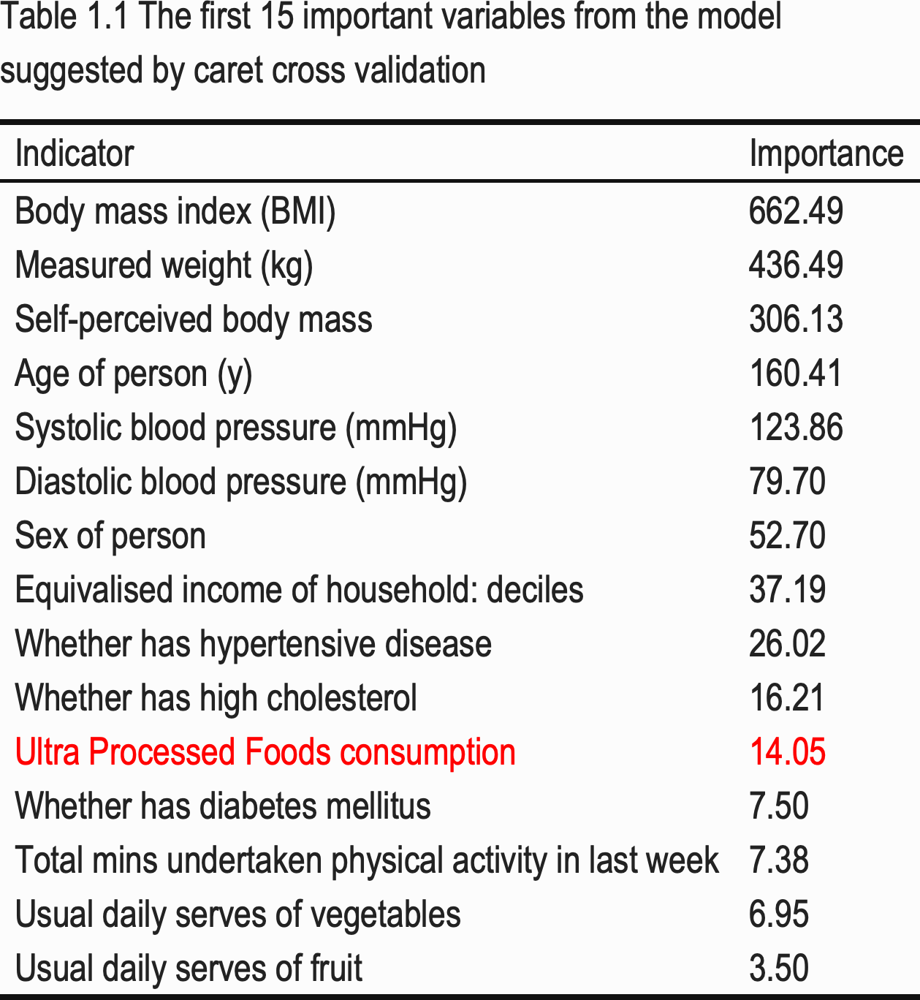 Table 1.1 The first 15 important variables from the model
suggested by caret cross validation
Indicator Importance
Body mass index (BMI) 662.49
Measured weight (kg) 436.49
Self-perceived body mass 306.13
Age of person (y) 160.41
Systolic blood pressure (mmHg) 123.86
Diastolic blood pressure (mmHg) 79.70
Sex of person 52.70
Equivalised income of household: deciles 37.19
Whether has hypertensive disease 26.02
Whether has high cholesterol 16.21
Ultra Processed Foods consumption 14.05
Whether has diabetes mellitus 7.50
Total mins undertaken physical activity in last week 7.38
Usual daily serves of vegetables 6.95
Usual daily serves of fruit 3.50